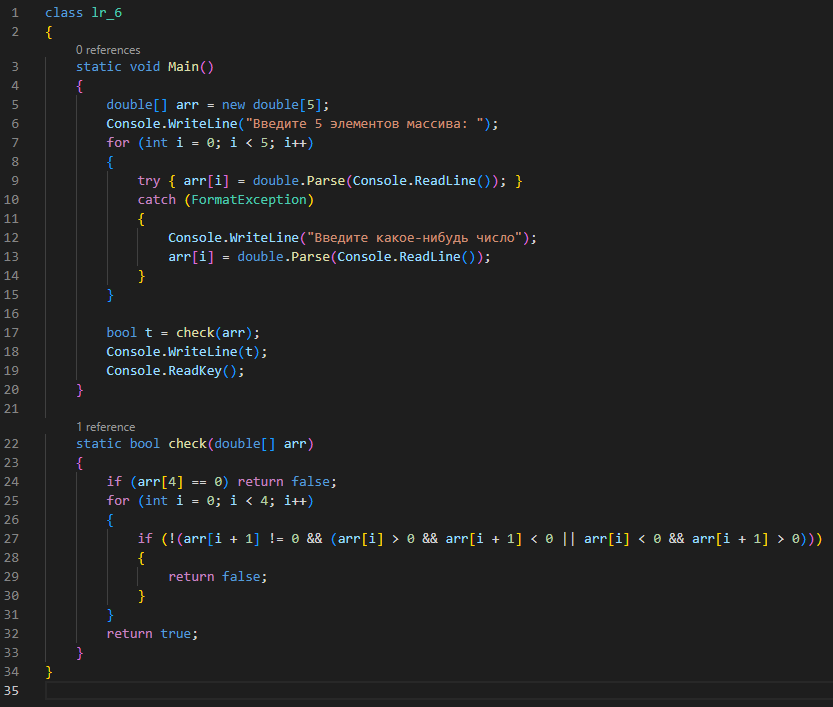 1 class lr_6
2 {
0 references
3     static void Main()
4     {
5         double[] arr = new double[5];
6         Console.WriteLine("Введите 5 элементов массива: ");
7         for (int i = 0; i < 5; i++)
8         {
9             try { arr[i] = double.Parse(Console.ReadLine()); }
10             catch (FormatException)
11             {
12                 Console.WriteLine("Введите какое-нибудь число");
13                 arr[i] = double.Parse(Console.ReadLine());
14             }
15         }
16
17         bool t = check(arr);
18         Console.WriteLine(t);
19         Console.ReadKey();
20     }
21
1 reference
22     static bool check(double[] arr)
23     {
24         if (arr[4] == 0) return false;
25         for (int i = 0; i < 4; i++)
26         {
27             if (!(arr[i + 1] != 0 && (arr[i] > 0 && arr[i + 1] < 0 || arr[i] < 0 && arr[i + 1] > 0)))
28             {
29                 return false;
30             }
31         }
32         return true;
33     }
34 }
35